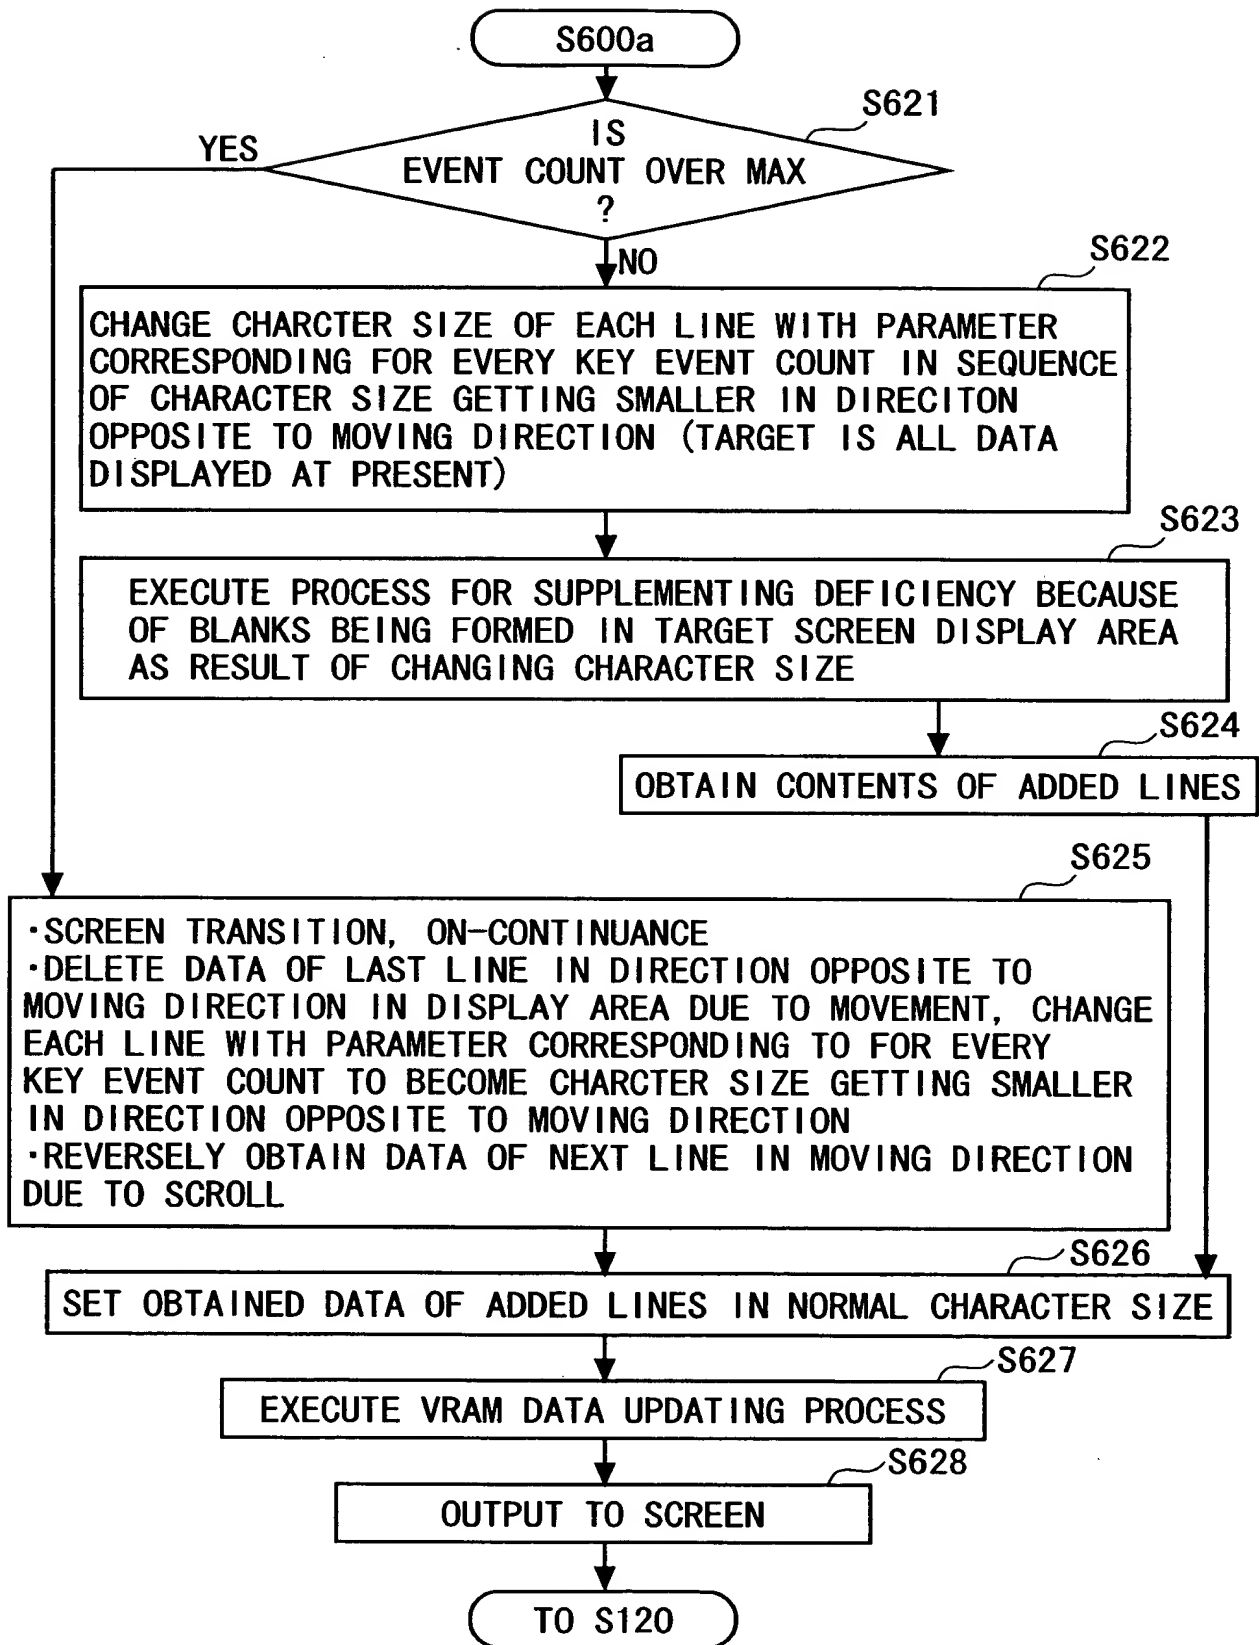 S600a
S621
YES
IS
EVENT COUNT OVER MAX
?
NO
S622
CHANGE CHARCTER SIZE OF EACH LINE WITH PARAMETER
CORRESPONDING FOR EVERY KEY EVENT COUNT IN SEQUENCE
OF CHARACTER SIZE GETTING SMALLER IN DIRECITON
OPPOSITE TO MOVING DIRECTION (TARGET IS ALL DATA
DISPLAYED AT PRESENT)
S623
EXECUTE PROCESS FOR SUPPLEMENTING DEFICIENCY BECAUSE
OF BLANKS BEING FORMED IN TARGET SCREEN DISPLAY AREA
AS RESULT OF CHANGING CHARACTER SIZE
S624
OBTAIN CONTENTS OF ADDED LINES
S625
·SCREEN TRANSITION, ON-CONTINUANCE
·DELETE DATA OF LAST LINE IN DIRECTION OPPOSITE TO
MOVING DIRECTION IN DISPLAY AREA DUE TO MOVEMENT, CHANGE
EACH LINE WITH PARAMETER CORRESPONDING TO FOR EVERY
KEY EVENT COUNT TO BECOME CHARCTER SIZE GETTING SMALLER
IN DIRECTION OPPOSITE TO MOVING DIRECTION
·REVERSELY OBTAIN DATA OF NEXT LINE IN MOVING DIRECTION
DUE TO SCROLL
S626
SET OBTAINED DATA OF ADDED LINES IN NORMAL CHARACTER SIZE
S627
EXECUTE VRAM DATA UPDATING PROCESS
S628
OUTPUT TO SCREEN
TO S120